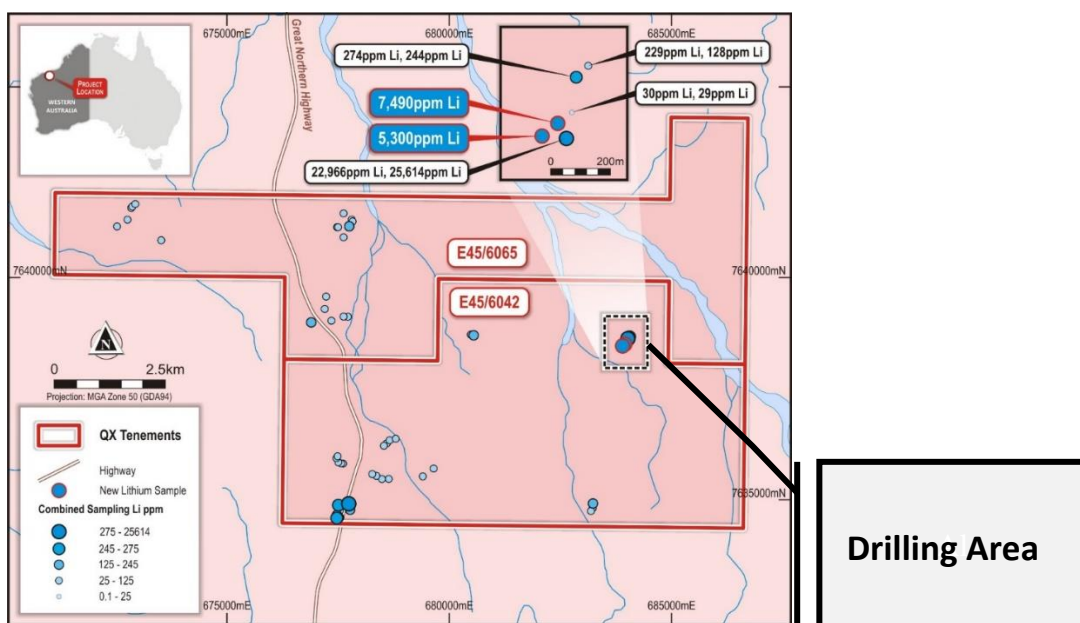 675000mE
680000mE
685000mE
Great Northern Highway
PROJECT
LOCATION
WESTERN
AUSTRALIA
274ppm Li, 244ppm Li
229ppm Li, 128ppm Li
7,490ppm Li
30ppm Li, 29ppm Li
5,300ppm Li
22,966ppm Li, 25,614ppm Li
0 200m
E45/6065
7640000mN
7640000mN
E45/6042
0 2.5km
Projection: MGA Zone 50 (GDA94)
QX Tenements
Highway
New Lithium Sample
Combined Sampling Li ppm
275 - 25614
245 - 275
125 - 245
25 - 125
0.1 - 25
7635000mN
675000mE
680000mE
685000mE
Drilling Area